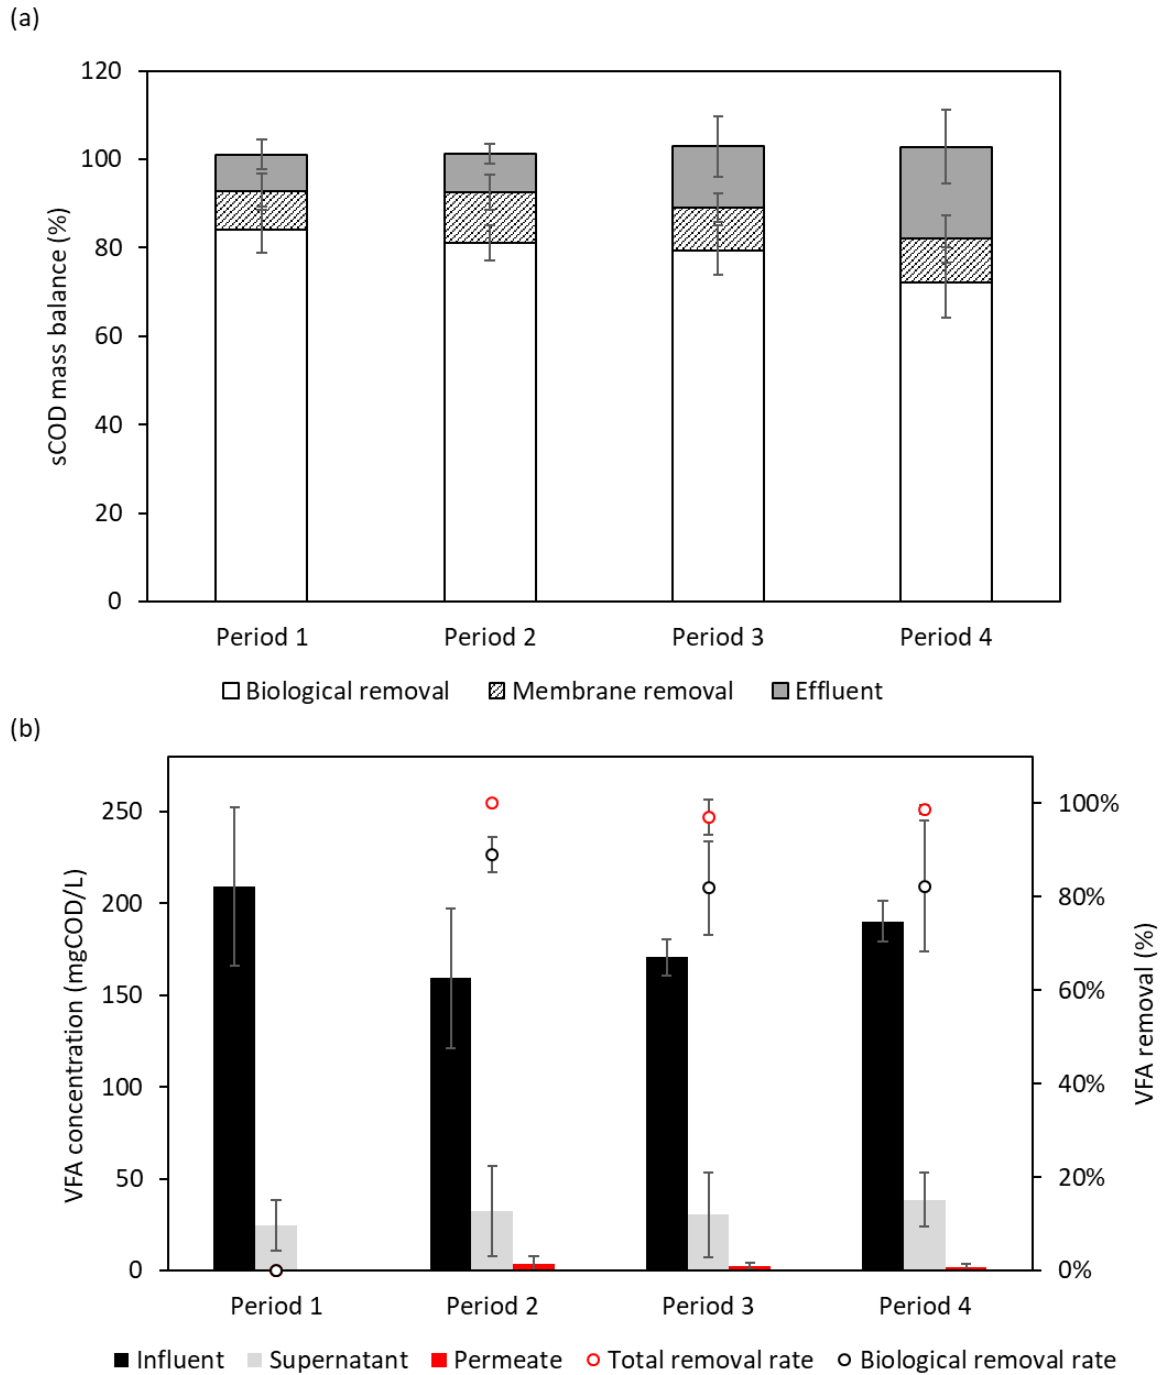 (a)
120
100
80
60
40
20
0
sCOD mass balance (%)
Period 1 Period 2 Period 3 Period 4
Biological removal Membrane removal Effluent
(b)
250
200
150
100
50
0
VFA concentration (mgCOD/L)
100%
80%
60%
40%
20%
0%
VFA removal (%)
Period 1 Period 2 Period 3 Period 4
Influent Supernatant Permeate Total removal rate Biological removal rate